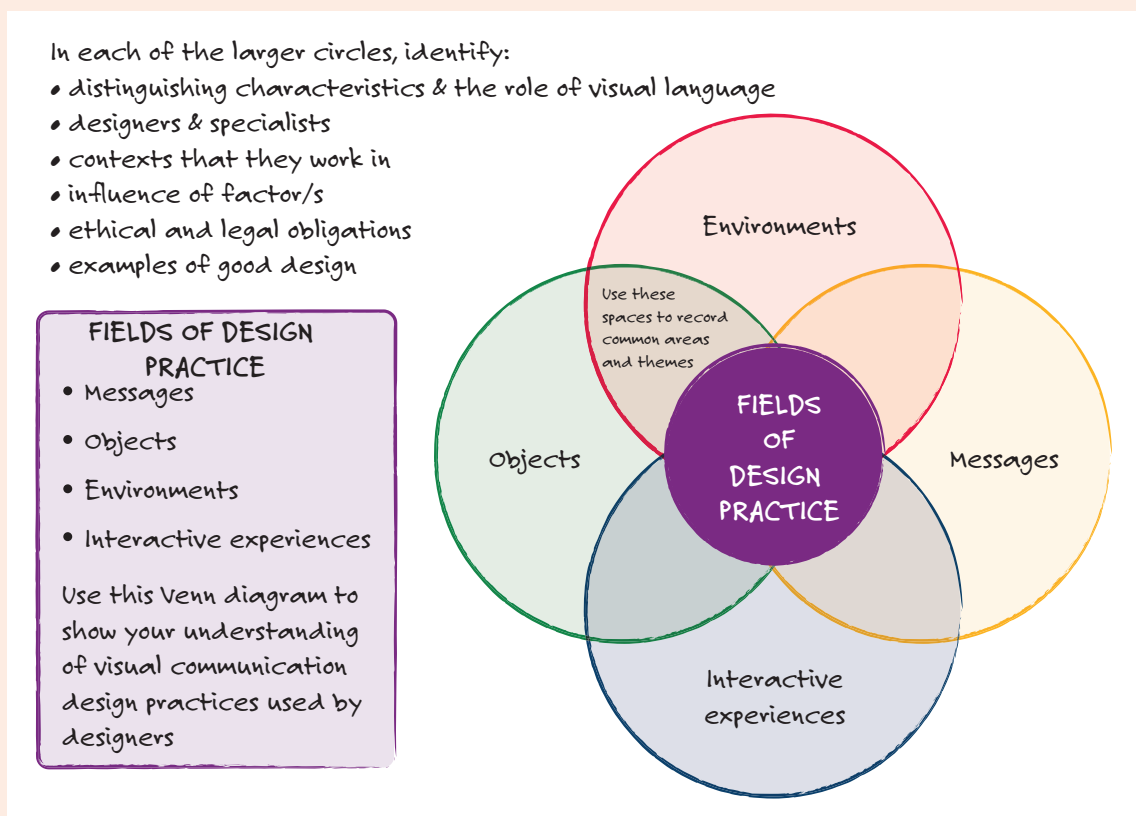 In each of the larger circles, identify:
• distinguishing characteristics & the role of visual language
• designers & specialists
• contexts that they work in
• influence of factor/s
• ethical and legal obligations
• examples of good design
FIELDS OF DESIGN
PRACTICE
• Messages
• Objects
• Environments
• Interactive experiences
Use this Venn diagram to
show your understanding
of visual communication
design practices used by
designers
Environments
Use these
spaces to record
common areas
and themes
Objects
FIELDS
OF
DESIGN
PRACTICE
Messages
Interactive
experiences